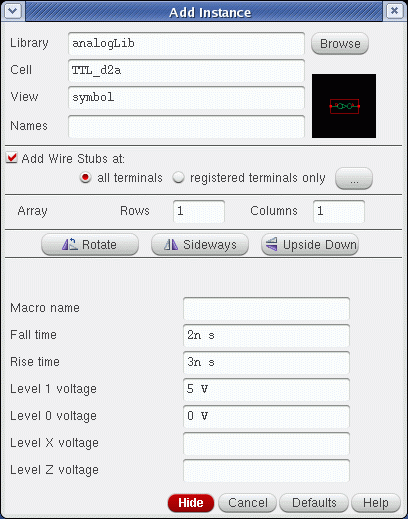 Add Instance
Library analogLib Browse
Cell TTL_d2a
View symbol
Names
Add Wire Stubs at:
all terminals registered terminals only ...
Array Rows 1 Columns 1
Rotate Sideways Upside Down
Macro name
Fall time 2n s
Rise time 3n s
Level 1 voltage 5 V
Level 0 voltage 0 V
Level X voltage
Level Z voltage
Hide Cancel Defaults Help